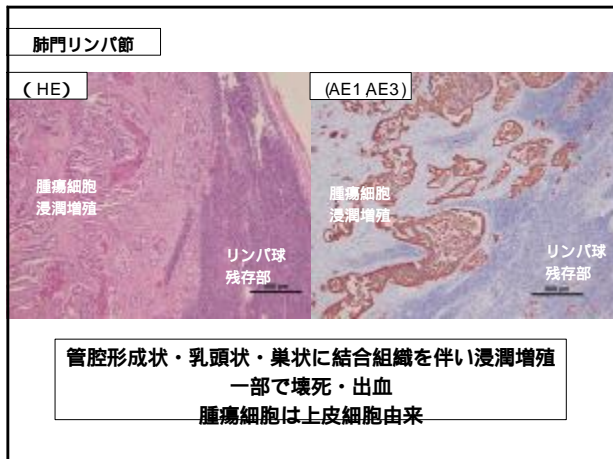 肺門リンパ節
（HE）
(AE1,AE3)
腫瘍細胞
浸潤増殖
リンパ球
残存部
腫瘍細胞
浸潤増殖
リンパ球
残存部
管腔形成状・乳頭状・巣状に結合組織を伴い浸潤増殖
一部で壊死・出血
腫瘍細胞は上皮細胞由来